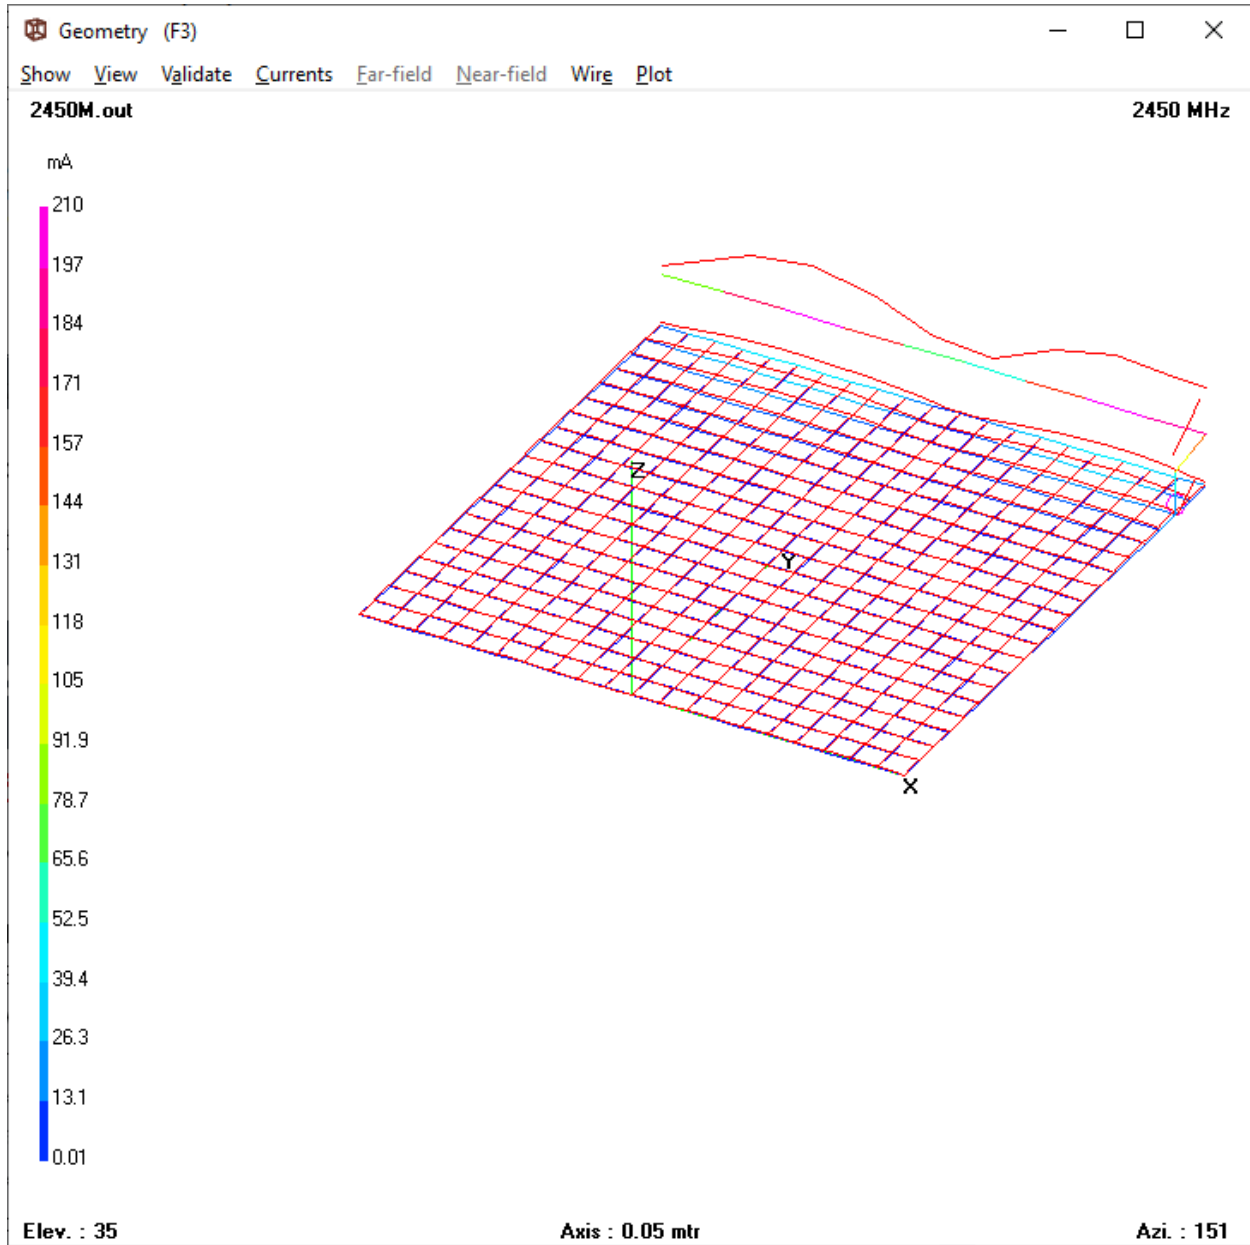 Geometry (F3)
Show View Validate Currents Far-field Near-field Wire Plot
2450M.out 2450 MHz
mA
210
197
184
171
157
144
131
118
105
91.9
78.7
65.6
52.5
39.4
26.3
13.1
0.01
Z
Y
X
Elev. : 35 Axis : 0.05 mtr Azi. : 151